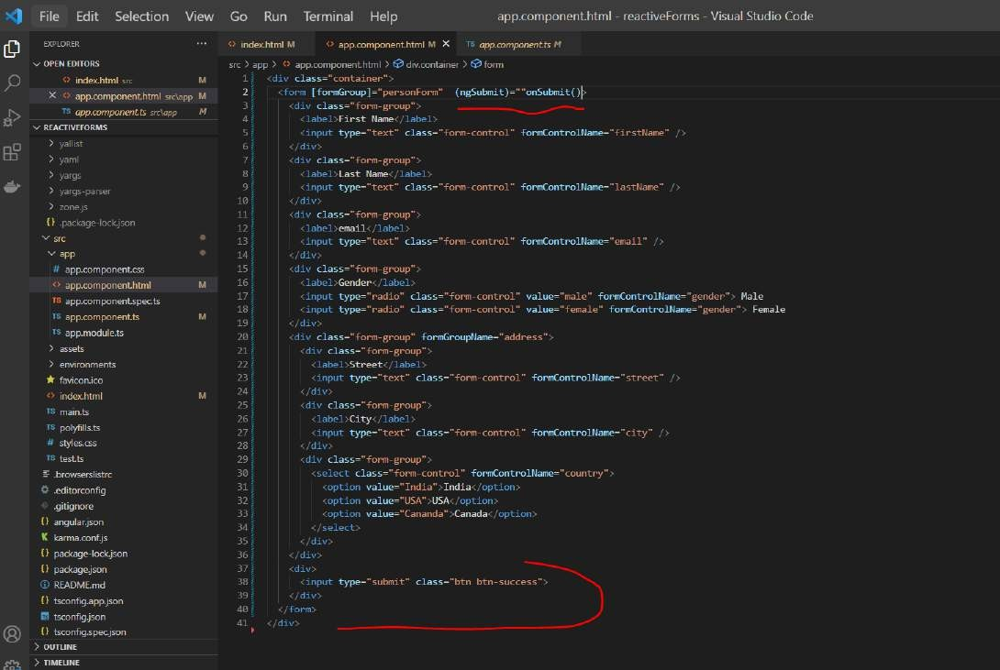 File Edit Selection View Go Run Terminal Help
app.component.html - reactiveForms - Visual Studio Code
EXPLORER ...
OPEN EDITORS
<> index.html src M
× <> app.component.html src\app M
TS app.component.ts src\app M
REACTIVEFORMS
> yallist
> yaml
> yargs
> yargs-parser
> zone.js
{} .package-lock.json
src
app
# app.component.css
<> app.component.html M
TS app.component.spec.ts
TS app.component.ts M
TS app.module.ts
> assets
> environments
favicon.ico
<> index.html M
TS main.ts
TS polyfills.ts
# styles.css
TS test.ts
.browserslistrc
.editorconfig
.gitignore
{} angular.json
karma.conf.js
{} package-lock.json
{} package.json
README.md
{} tsconfig.app.json
tsconfig.json
{} tsconfig.spec.json
> OUTLINE
> TIMELINE
<> index.html M <> app.component.html M × TS app.component.ts M
src > app > <> app.component.html > div.container > form
1 <div class="container">
2 <form [formGroup]="personForm" (ngSubmit)=""onSubmit()>
3 <div class="form-group">
4 <label>First Name</label>
5 <input type="text" class="form-control" formControlName="firstName" />
6 </div>
7 <div class="form-group">
8 <label>Last Name</label>
9 <input type="text" class="form-control" formControlName="lastName" />
10 </div>
11 <div class="form-group">
12 <label>email</label>
13 <input type="text" class="form-control" formControlName="email" />
14 </div>
15 <div class="form-group">
16 <label>Gender</label>
17 <input type="radio" class="form-control" value="male" formControlName="gender"> Male
18 <input type="radio" class="form-control" value="female" formControlName="gender"> Female
19 </div>
20 <div class="form-group" formGroupName="address">
21 <div class="form-group">
22 <label>Street</label>
23 <input type="text" class="form-control" formControlName="street" />
24 </div>
25 <div class="form-group">
26 <label>City</label>
27 <input type="text" class="form-control" formControlName="city" />
28 </div>
29 <div class="form-group">
30 <select class="form-control" formControlName="country">
31 <option value="India">India</option>
32 <option value="USA">USA</option>
33 <option value="Cananda">Canada</option>
34 </select>
35 </div>
36 </div>
37 <div>
38 <input type="submit" class="btn btn-success">
39 </div>
40 </form>
41 </div>